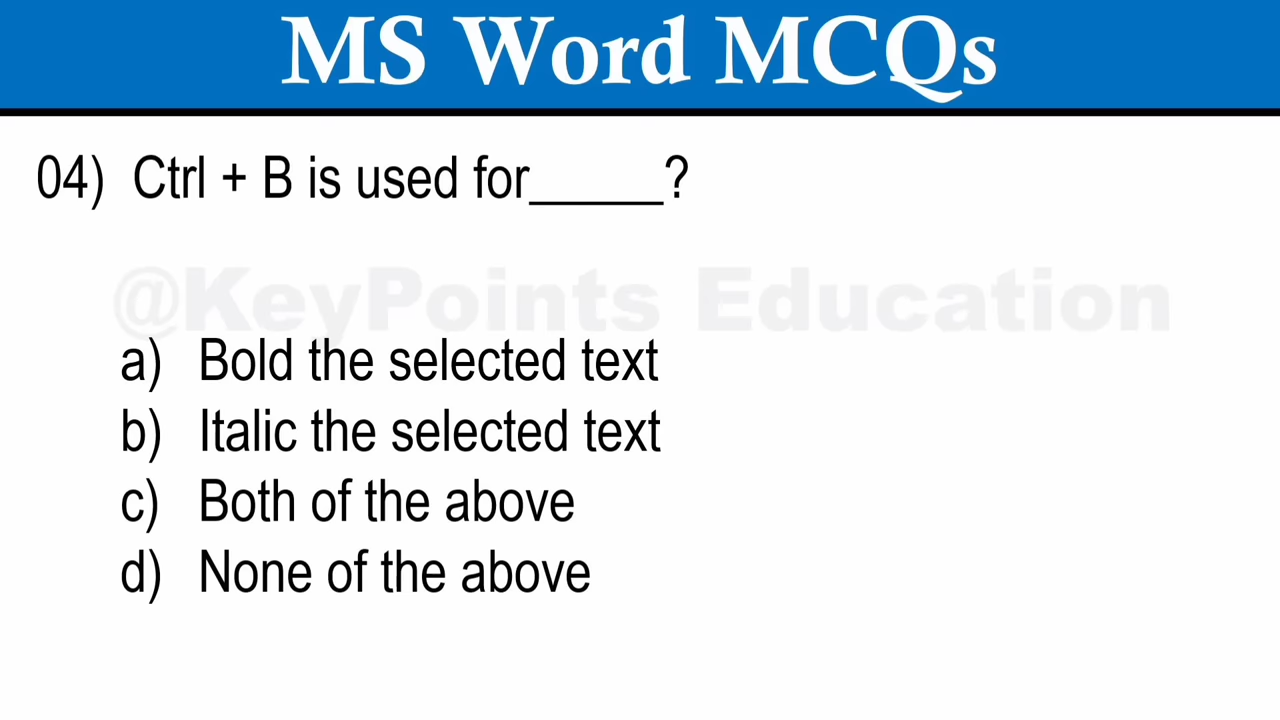 MS Word MCQs
04) Ctrl + B is used for_____?
@KeyPoints Education
a) Bold the selected text
b) Italic the selected text
c) Both of the above
d) None of the above